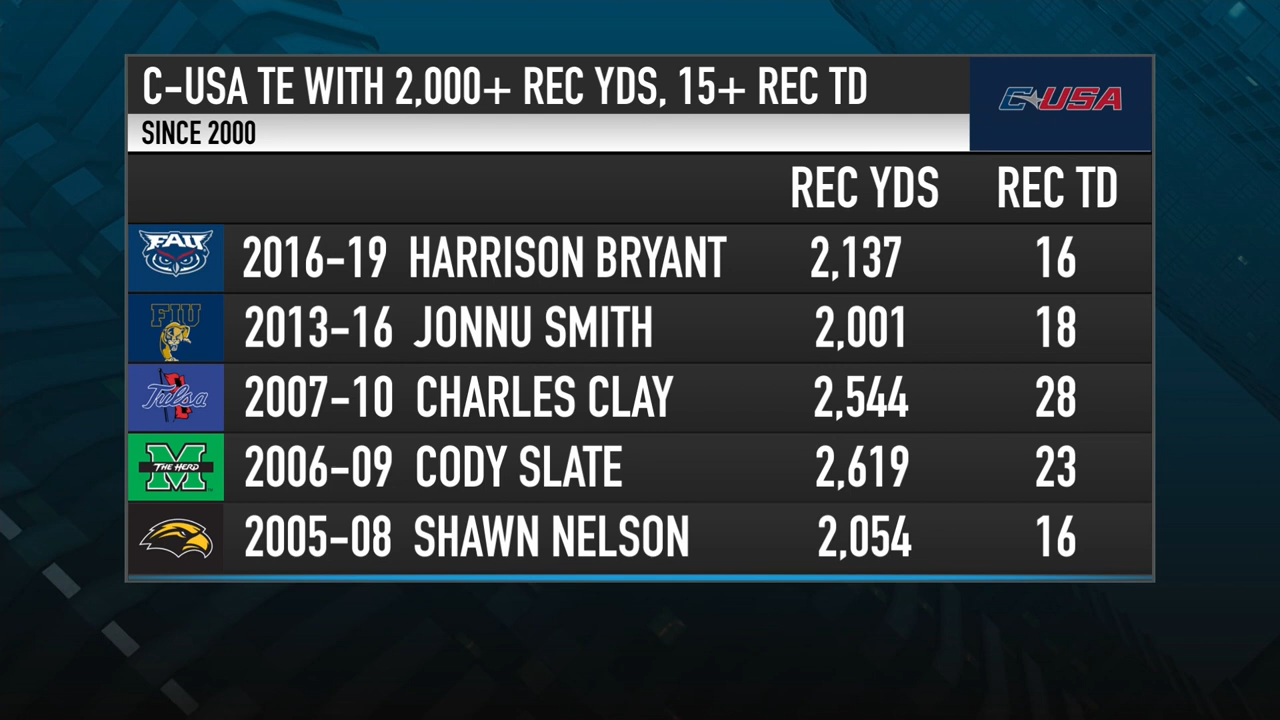 C-USA TE WITH 2,000+ REC YDS, 15+ REC TD
C USA
SINCE 2000
REC YDS REC TD
FAU 2016-19 HARRISON BRYANT 2,137 16
FIU 2013-16 JONNU SMITH 2,001 18
Tulsa 2007-10 CHARLES CLAY 2,544 28
M THE HERD 2006-09 CODY SLATE 2,619 23
2005-08 SHAWN NELSON 2,054 16